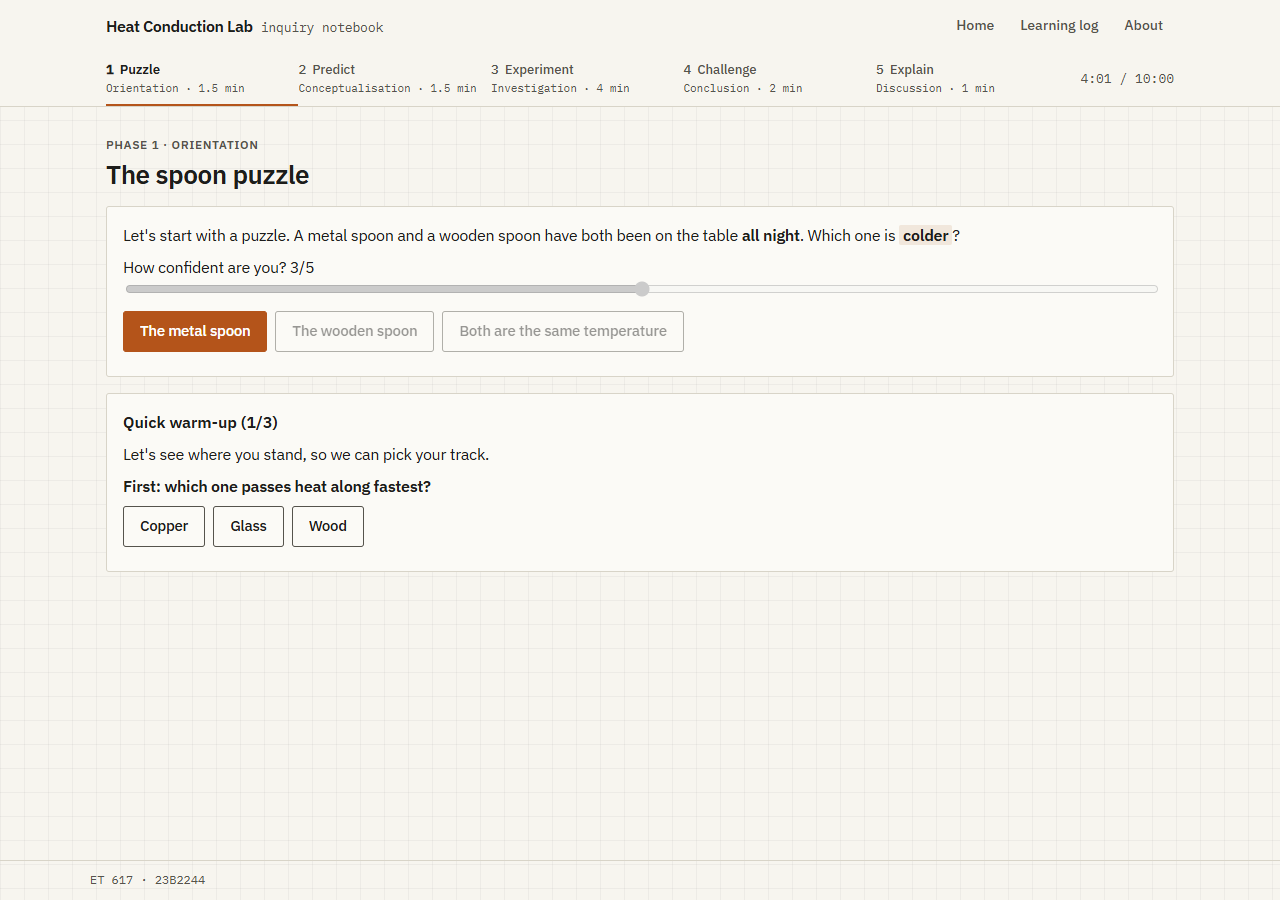 Heat Conduction Lab inquiry notebook
Home Learning log About
1 Puzzle
Orientation · 1.5 min
2 Predict
Conceptualisation · 1.5 min
3 Experiment
Investigation · 4 min
4 Challenge
Conclusion · 2 min
5 Explain
Discussion · 1 min
4:01 / 10:00
PHASE 1 · ORIENTATION
The spoon puzzle
Let's start with a puzzle. A metal spoon and a wooden spoon have both been on the table all night. Which one is colder ?
How confident are you? 3/5
The metal spoon
The wooden spoon
Both are the same temperature
Quick warm-up (1/3)
Let's see where you stand, so we can pick your track.
First: which one passes heat along fastest?
Copper
Glass
Wood
ET 617 · 23B2244